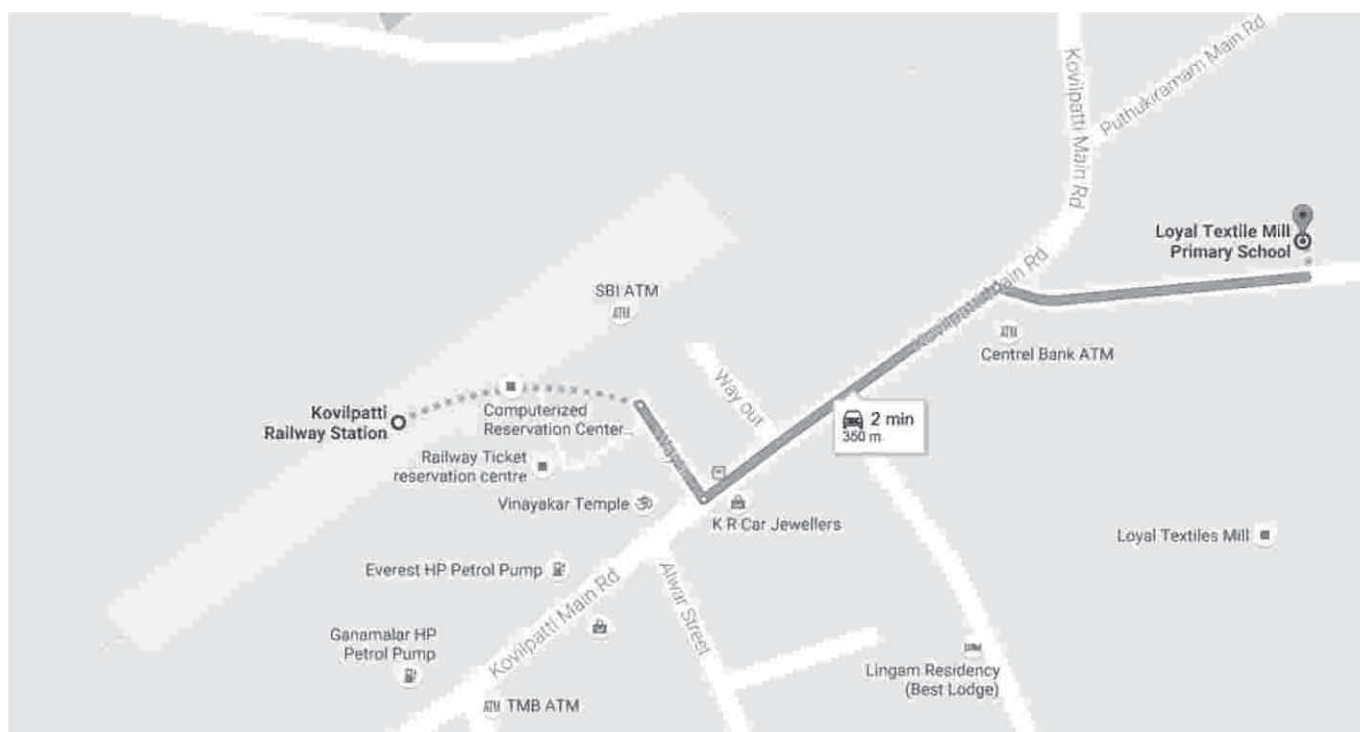 Puthukiramam Main Rd
Kovilpatti Main Rd
Loyal Textile Mill
Primary School
Main Rd
SBI ATM
ATM
ATM
Centrel Bank ATM
Way out
2 min
350 m
Kovilpatti
Railway Station
Computerized
Reservation Center...
Railway Ticket
reservation centre
Vinayakar Temple
K R Car Jewellers
Loyal Textiles Mill
Everest HP Petrol Pump
Kovilpatti Main Rd
Alwar Street
Ganamalar HP
Petrol Pump
Lingam Residency
(Best Lodge)
ATM TMB ATM